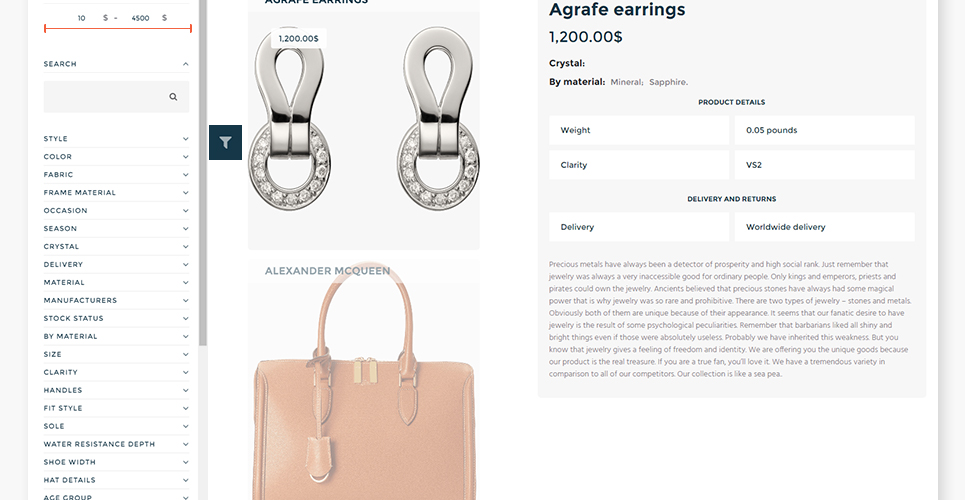 10 $ - 4500 $
SEARCH
STYLE
COLOR
FABRIC
FRAME MATERIAL
OCCASION
SEASON
CRYSTAL
DELIVERY
MATERIAL
MANUFACTURERS
STOCK STATUS
BY MATERIAL
SIZE
CLARITY
HANDLES
FIT STYLE
SOLE
WATER RESISTANCE DEPTH
SHOE WIDTH
HAT DETAILS
AGE GROUP
AGRAFE EARRINGS
1,200.00$
ALEXANDER MCQUEEN
Agrafe earrings
1,200.00$
Crystal:
By material: Mineral; Sapphire.
PRODUCT DETAILS
Weight 0.05 pounds
Clarity VS2
DELIVERY AND RETURNS
Delivery Worldwide delivery
Precious metals have always been a detector of prosperity and high social rank. Just remember that
jewelry was always a very inaccessible good for ordinary people. Only kings and emperors, priests and
pirates could own the jewelry. Ancients believed that precious stones have always had some magical
power that is why jewelry was so rare and prohibitive. There are two types of jewelry – stones and metals.
Obviously both of them are unique because of their appearance. It seems that our fanatic desire to have
jewelry is the result of some psychological peculiarities. Remember that barbarians liked all shiny and
bright things even if those were absolutely useless. Probably we have inherited this weakness. But you
know that jewelry gives a feeling of freedom and identity. We are offering you the unique goods because
our product is the real treasure. If you are a true fan, you'll love it. We have a tremendous variety in
comparison to all of our competitors. Our collection is like a sea pea.